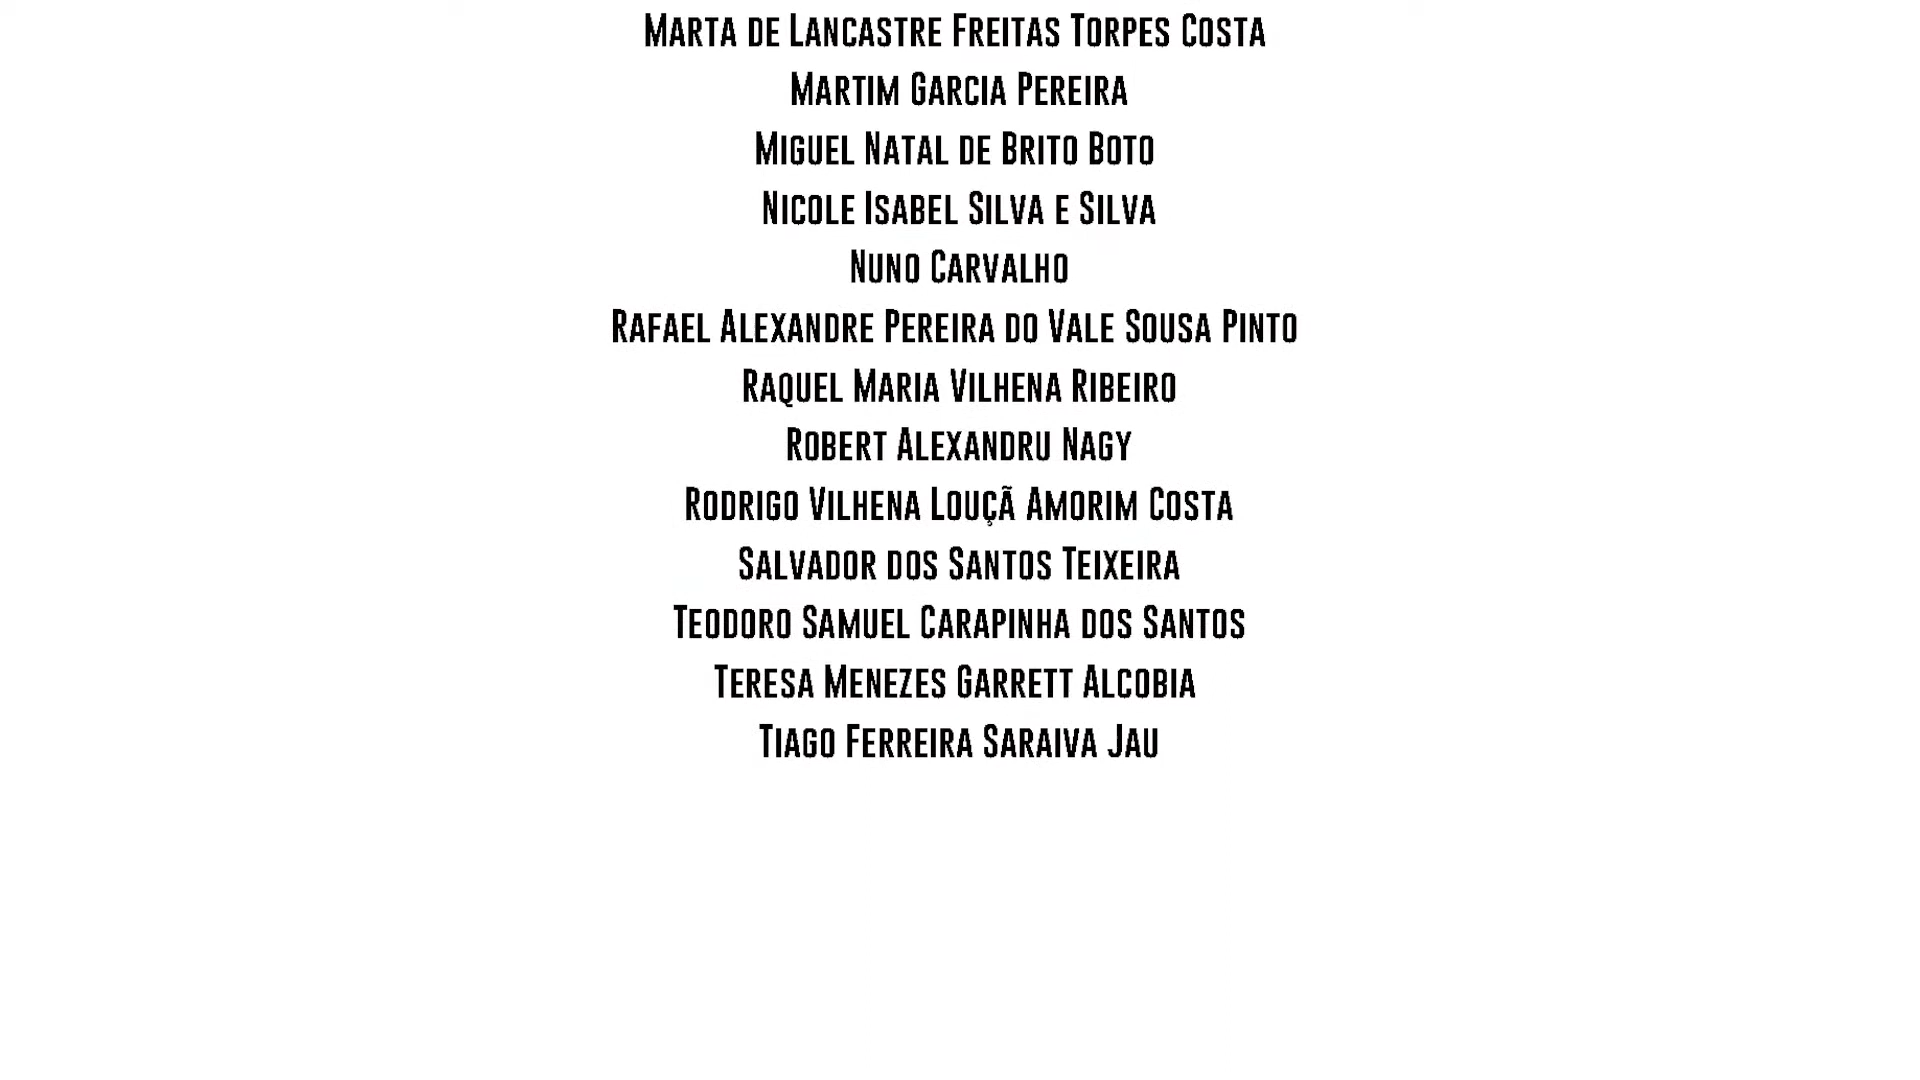 Marta de Lancastre Freitas Torpes Costa
Martim Garcia Pereira
Miguel Natal de Brito Boto
Nicole Isabel Silva e Silva
Nuno Carvalho
Rafael Alexandre Pereira do Vale Sousa Pinto
Raquel Maria Vilhena Ribeiro
Robert Alexandru Nagy
Rodrigo Vilhena Louçã Amorim Costa
Salvador dos Santos Teixeira
Teodoro Samuel Carapinha dos Santos
Teresa Menezes Garrett Alcobia
Tiago Ferreira Saraiva Jau